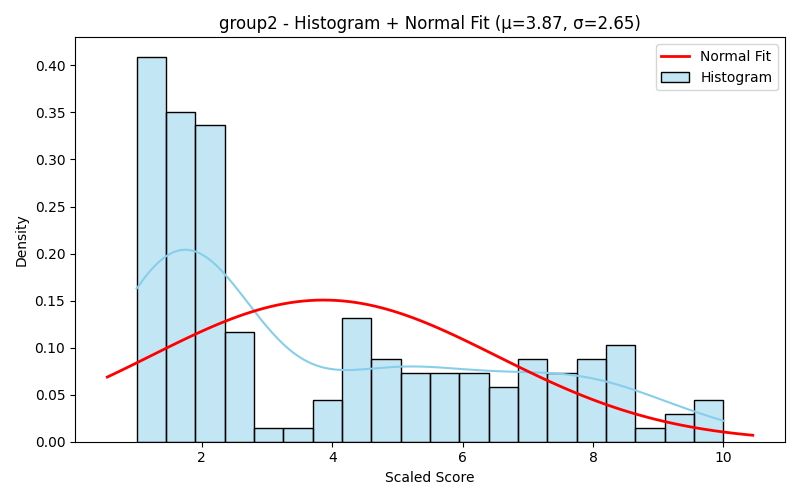 group2 - Histogram + Normal Fit (μ=3.87, σ=2.65)
Normal Fit
Histogram
Density
0.40
0.35
0.30
0.25
0.20
0.15
0.10
0.05
0.00
2
4
6
8
10
Scaled Score